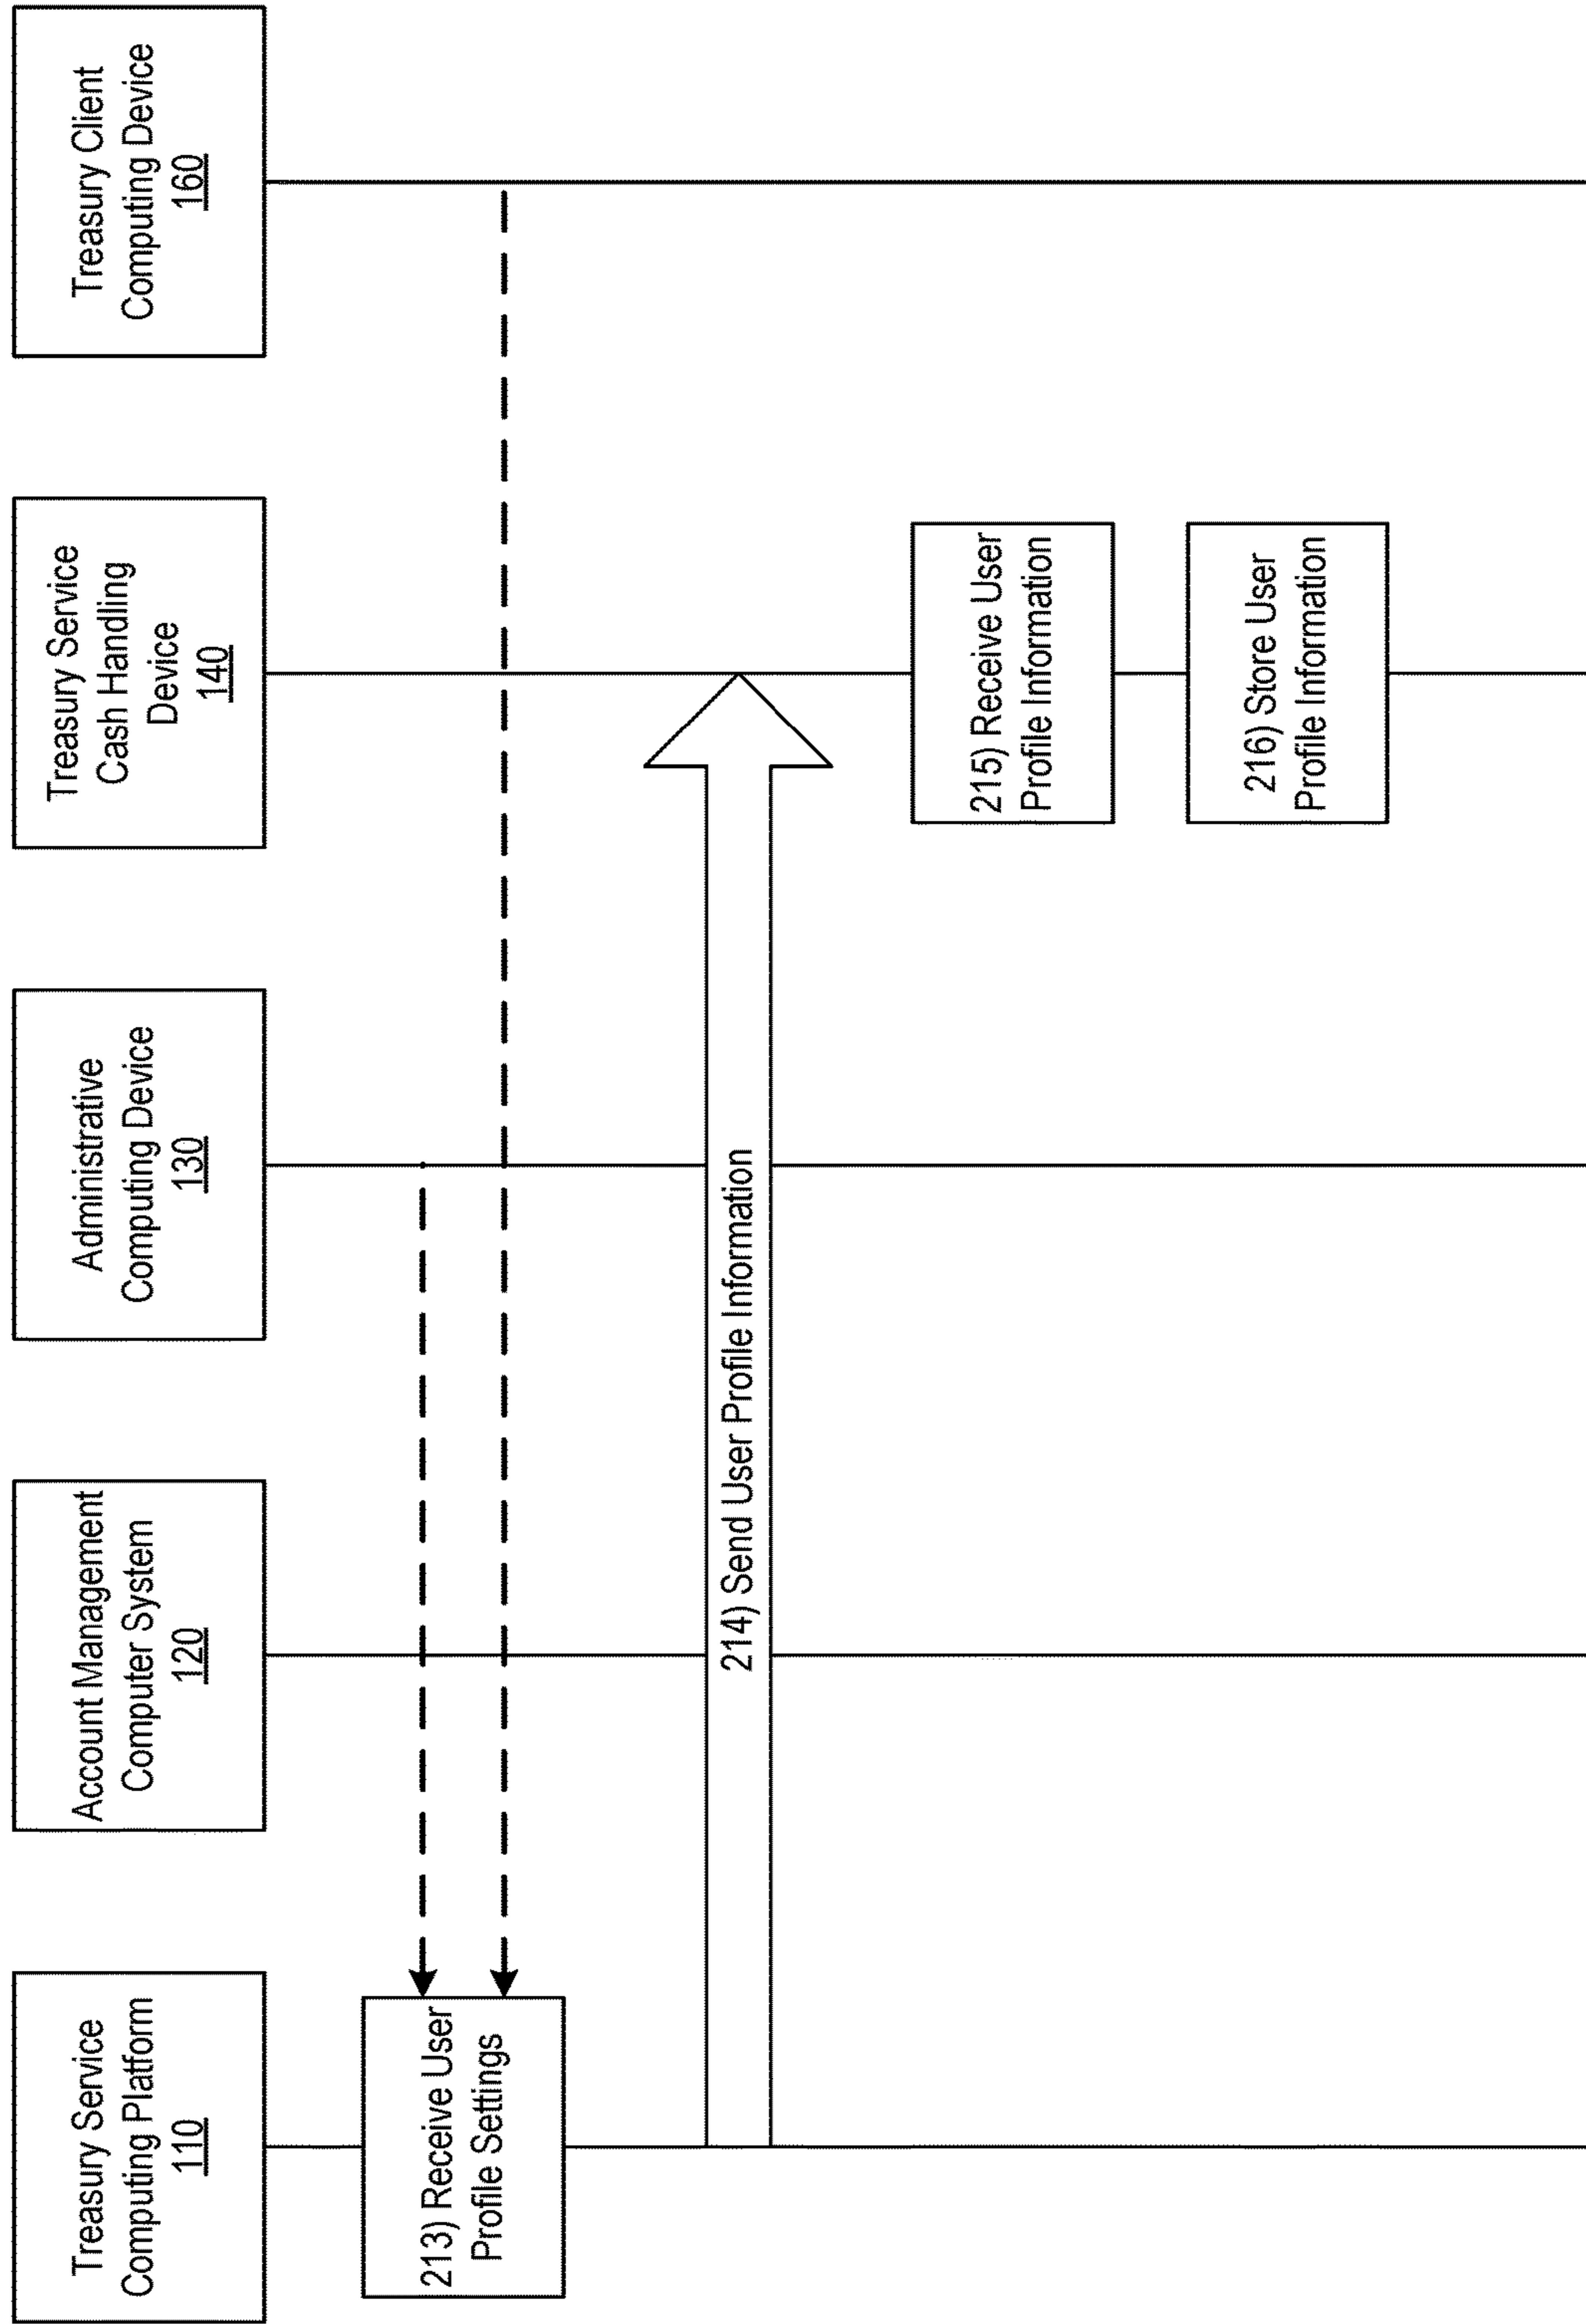 Treasury Service
Computing Platform
110
Account Management
Computer System
120
Administrative
Computing Device
130
Treasury Service
Cash Handling
Device
140
Treasury Client
Computing Device
160
213) Receive User
Profile Settings
214) Send User Profile Information
215) Receive User
Profile Information
216) Store User
Profile Information